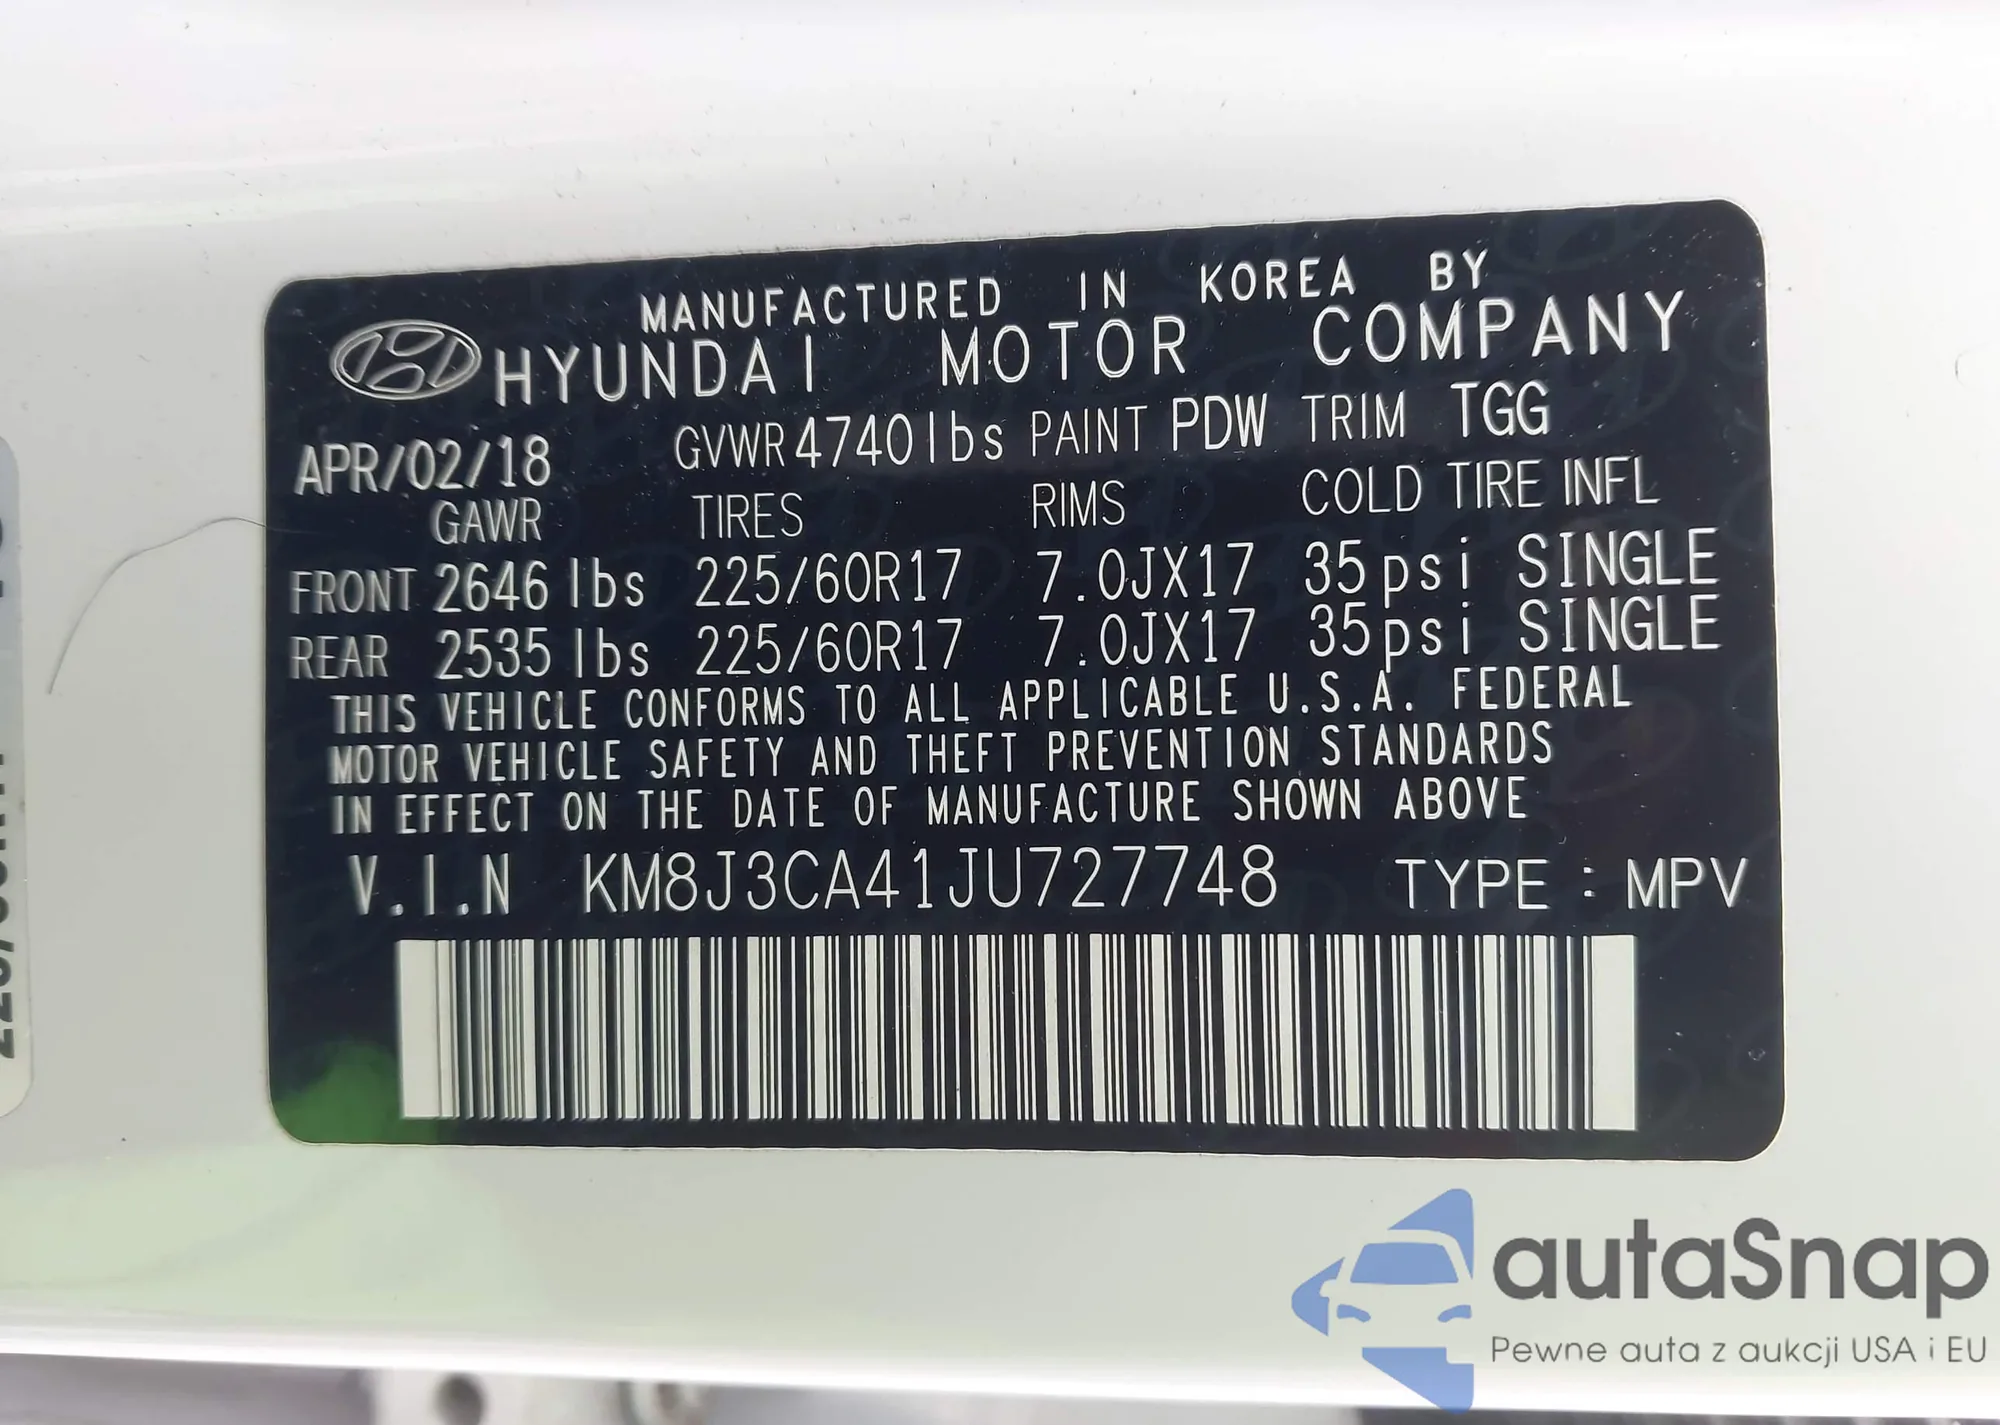 MANUFACTURED IN KOREA BY
HYUNDAI MOTOR COMPANY
APR/02/18 GVWR 4740lbs PAINT PDW TRIM TGG
GAWR TIRES RIMS COLD TIRE INFL
FRONT 2646 lbs 225/60R17 7.0JX17 35psi SINGLE
REAR 2535 lbs 225/60R17 7.0JX17 35psi SINGLE
THIS VEHICLE CONFORMS TO ALL APPLICABLE U.S.A. FEDERAL
MOTOR VEHICLE SAFETY AND THEFT PREVENTION STANDARDS
IN EFFECT ON THE DATE OF MANUFACTURE SHOWN ABOVE
V.I.N KM8J3CA41JU727748 TYPE : MPV
autaSnap
Pewne auta z aukcji USA i EU